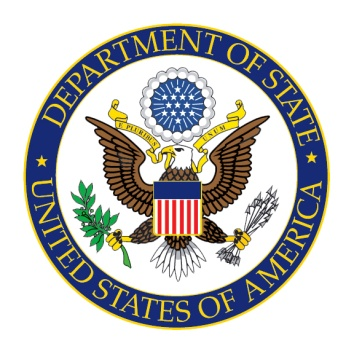 DEPARTMENT OF STATE
E PLURIBUS UNUM
UNITED STATES OF AMERICA